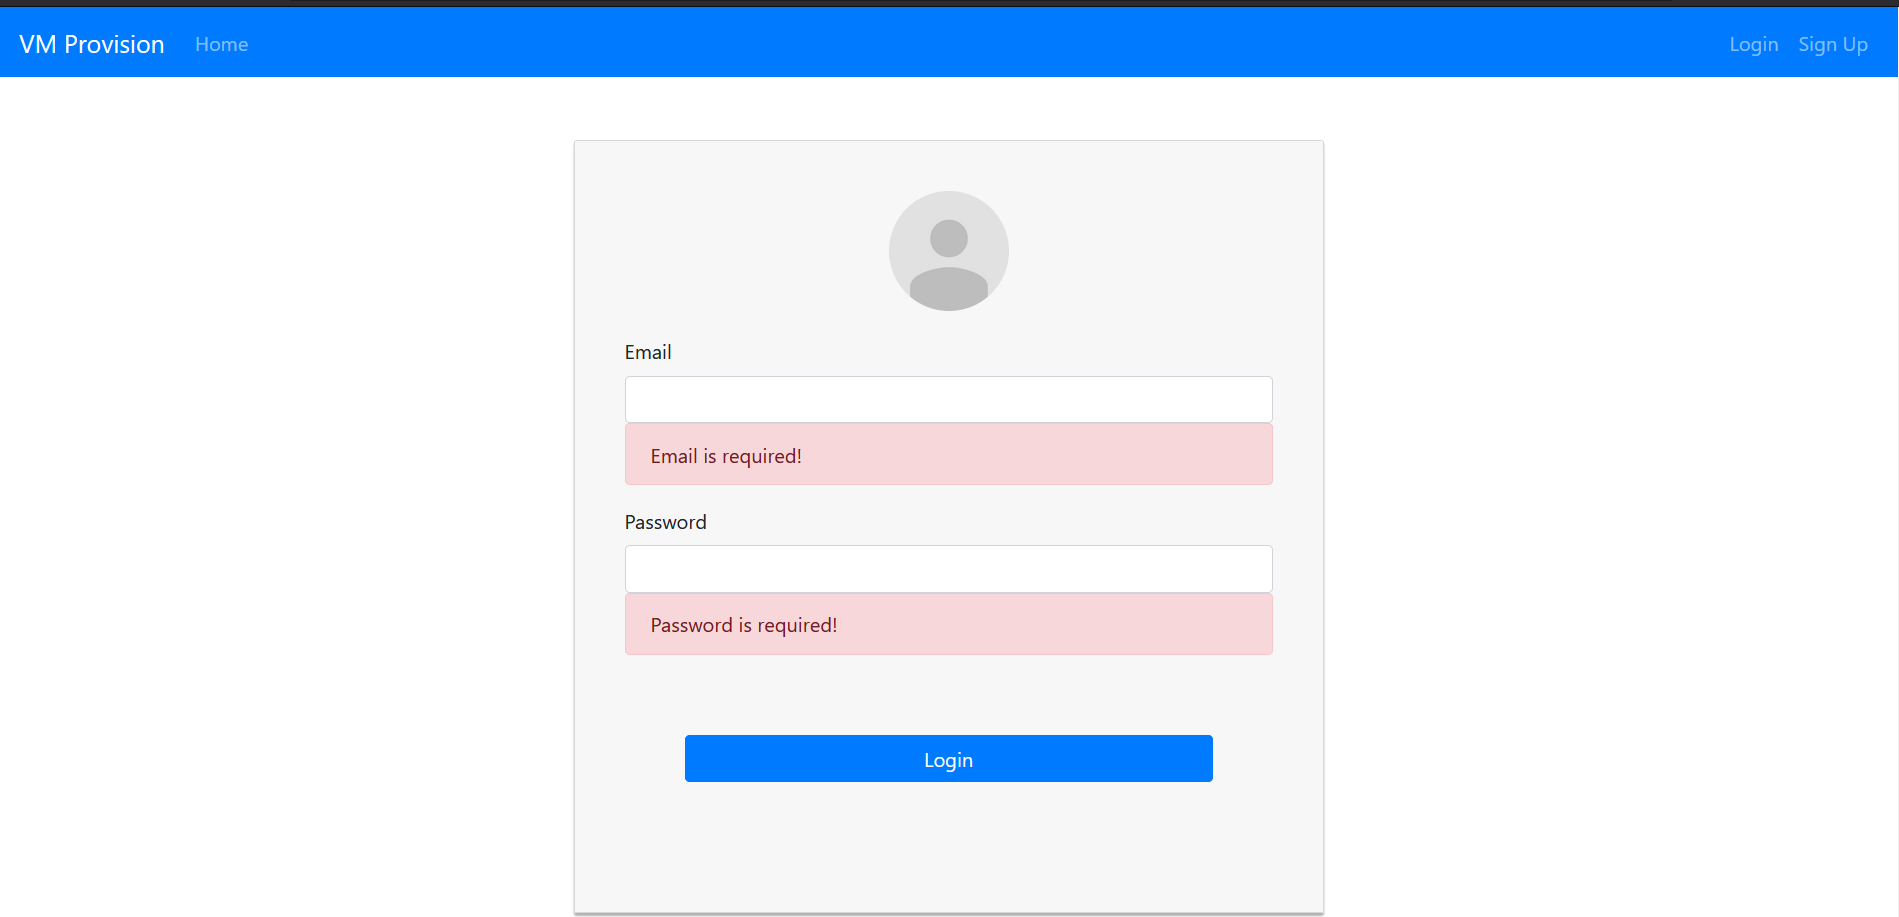 VM Provision Home Login Sign Up
Email
Email is required!
Password
Password is required!
Login